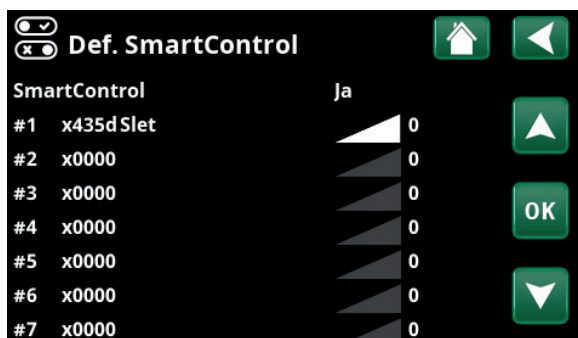 Def. SmartControl
SmartControl Ja
#1 x435d Slet 0
#2 x0000 0
#3 x0000 0
#4 x0000 0
#5 x0000 0
#6 x0000 0
#7 x0000 0
OK